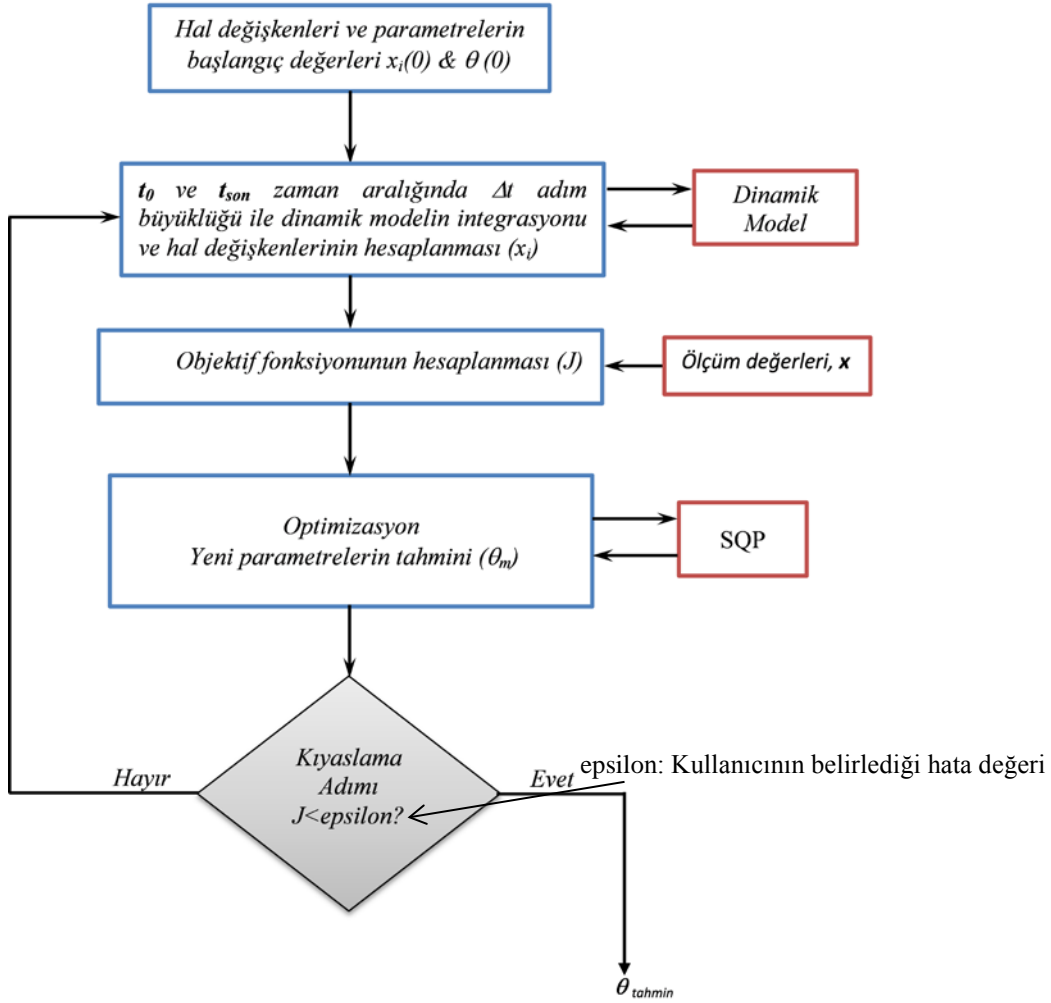 Hal değişkenleri ve parametrelerin
başlangıç değerleri xᵢ(0) & θ (0)
t₀ ve tₛₒₙ zaman aralığında Δt adım
büyüklüğü ile dinamik modelin integrasyonu
ve hal değişkenlerinin hesaplanması (xᵢ)
Dinamik
Model
Objektif fonksiyonunun hesaplanması (J)
Ölçüm değerleri, x
Optimizasyon
Yeni parametrelerin tahmini (θₘ)
SQP
Kıyaslama
Adımı
J<epsilon?
Hayır
Evet
epsilon: Kullanıcının belirlediği hata değeri
θ tahmin